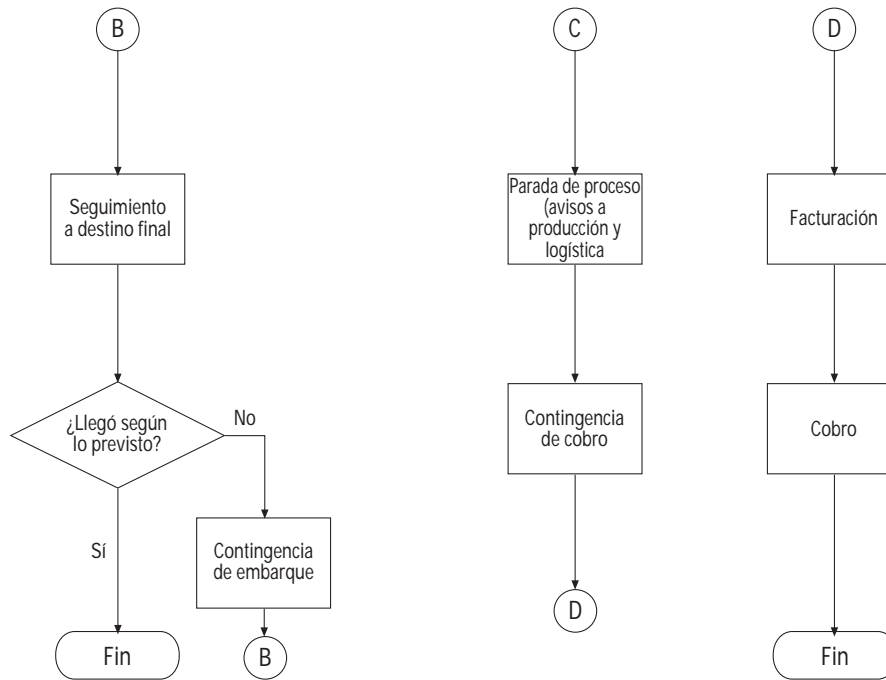 B
Seguimiento
a destino final
¿Llegó según
lo previsto?
No
Sí
Contingencia
de embarque
Fin
B
C
Parada de proceso
(avisos a
producción y
logística
Contingencia
de cobro
D
D
Facturación
Cobro
Fin